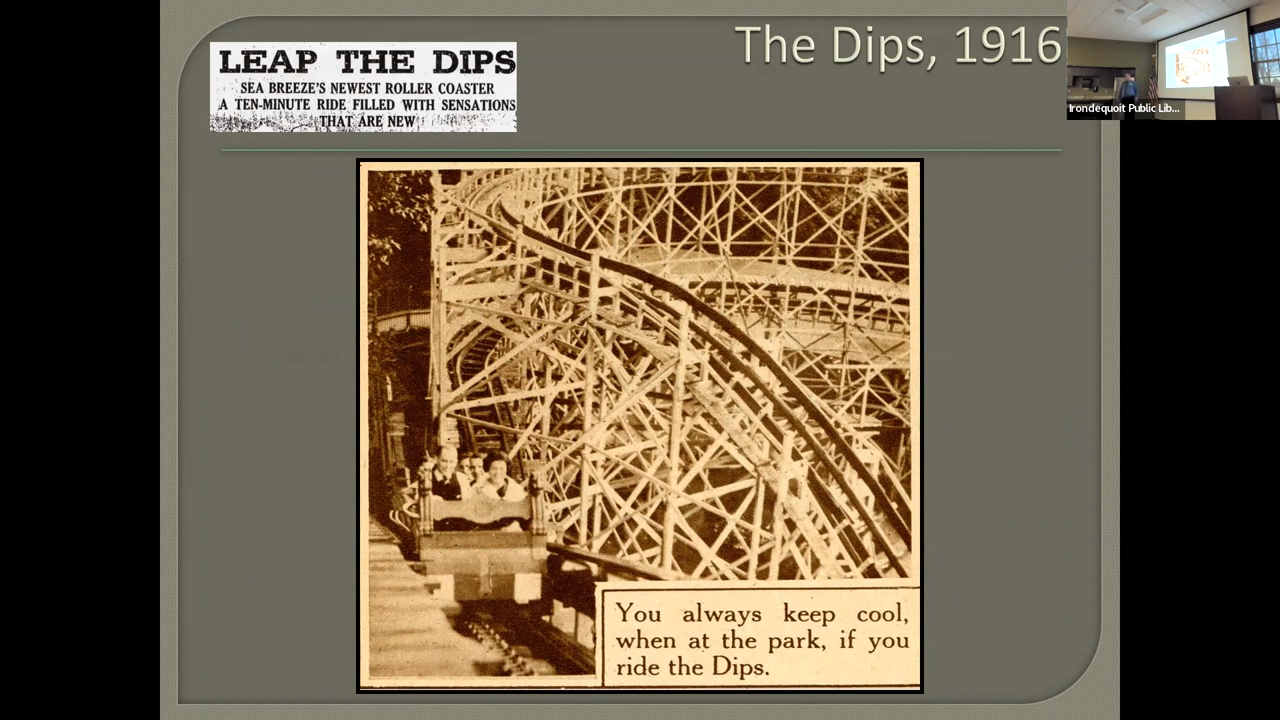 The Dips, 1916
LEAP THE DIPS
SEA BREEZE'S NEWEST ROLLER COASTER
A TEN-MINUTE RIDE FILLED WITH SENSATIONS
THAT ARE NEW
Irondequoit Public Lib...
You always keep cool,
when at the park, if you
ride the Dips.